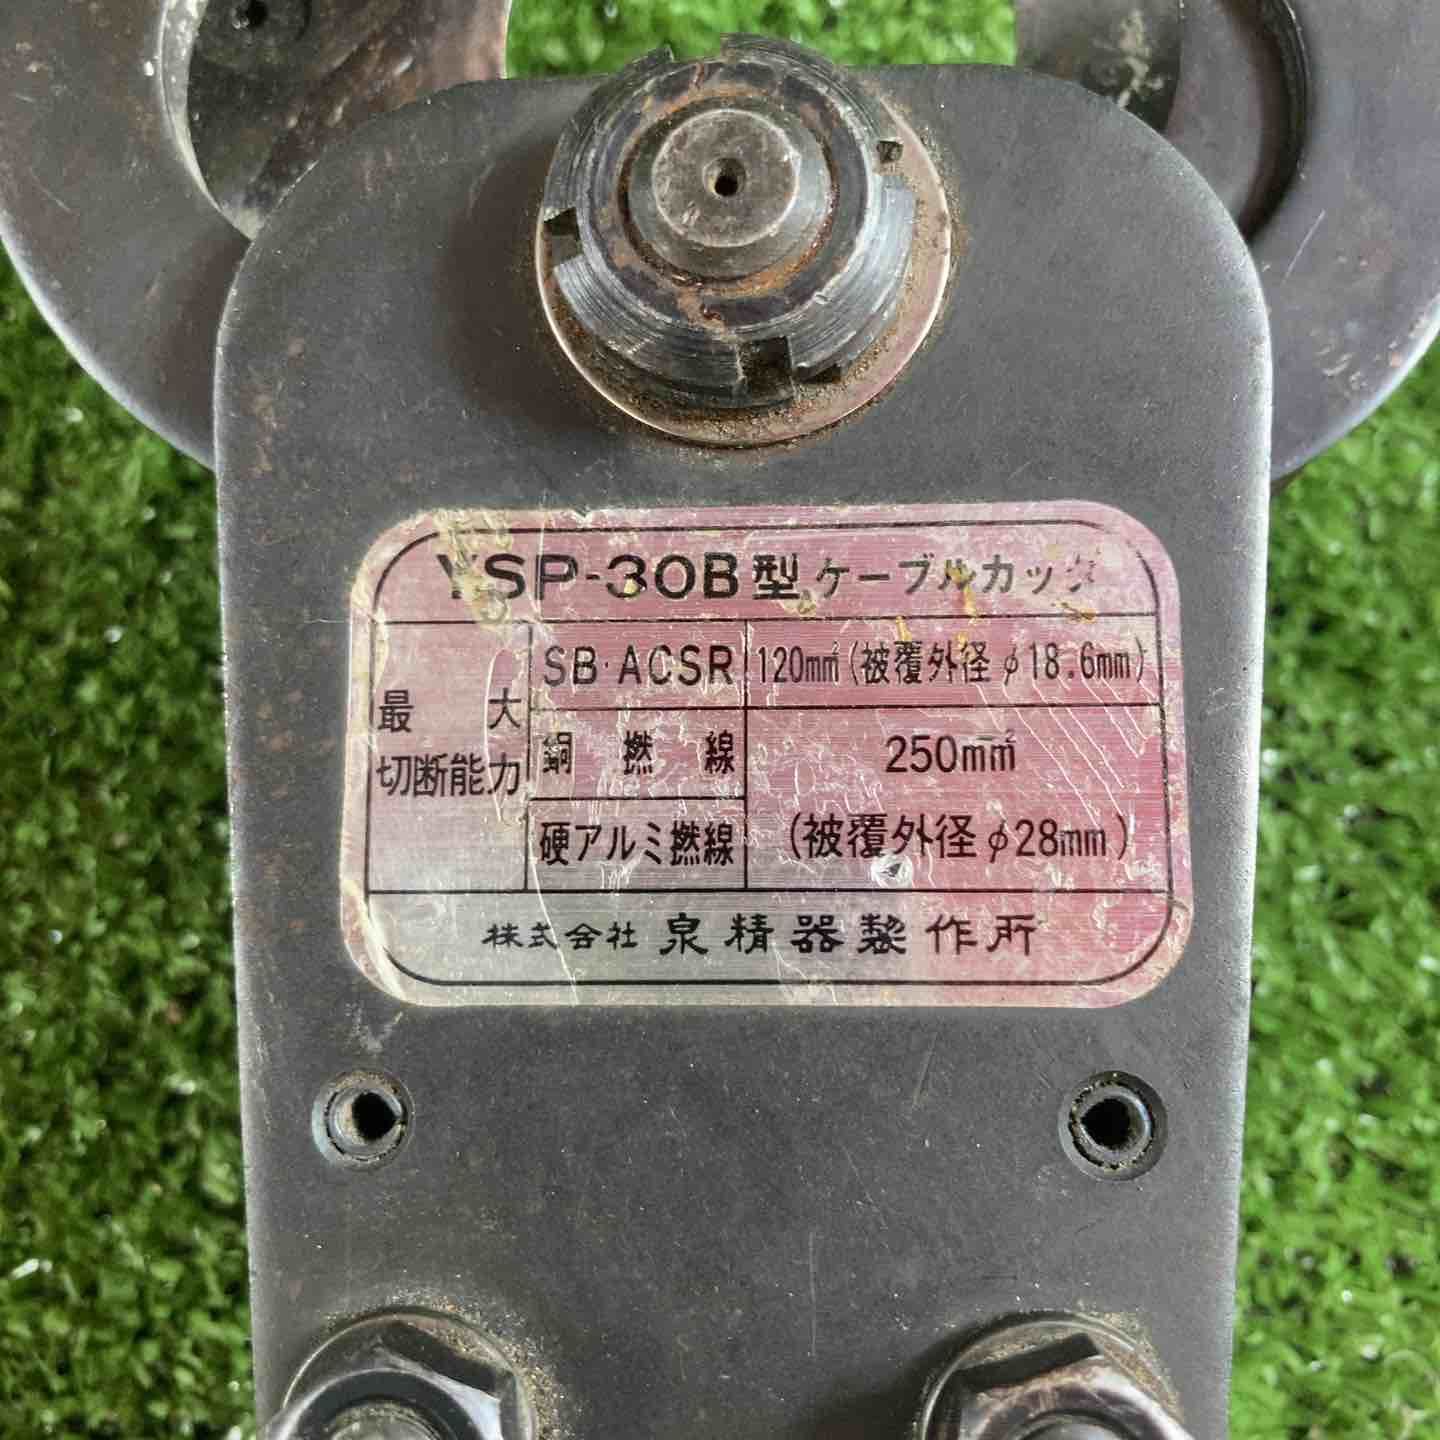 YSP-30B型ケーブルカッタ
最大切断能力
SB・ACSR 120mm²(被覆外径φ18.6mm)
銅撚線 250mm²
硬アルミ撚線 (被覆外径φ28mm)
株式会社泉精器製作所